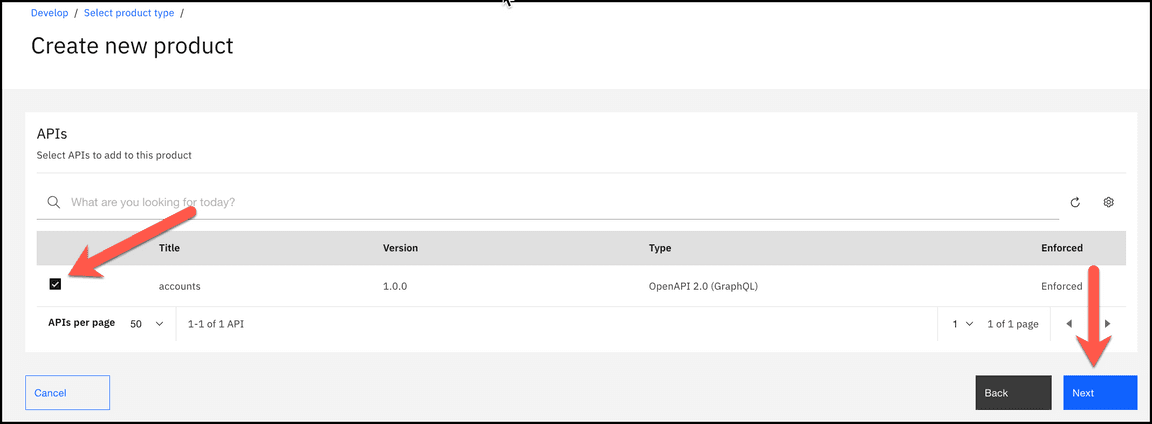 Develop / Select product type /
Create new product
APIs
Select APIs to add to this product
What are you looking for today?
Title Version Type Enforced
accounts 1.0.0 OpenAPI 2.0 (GraphQL) Enforced
APIs per page 50 1-1 of 1 API 1 1 of 1 page
Cancel Back Next